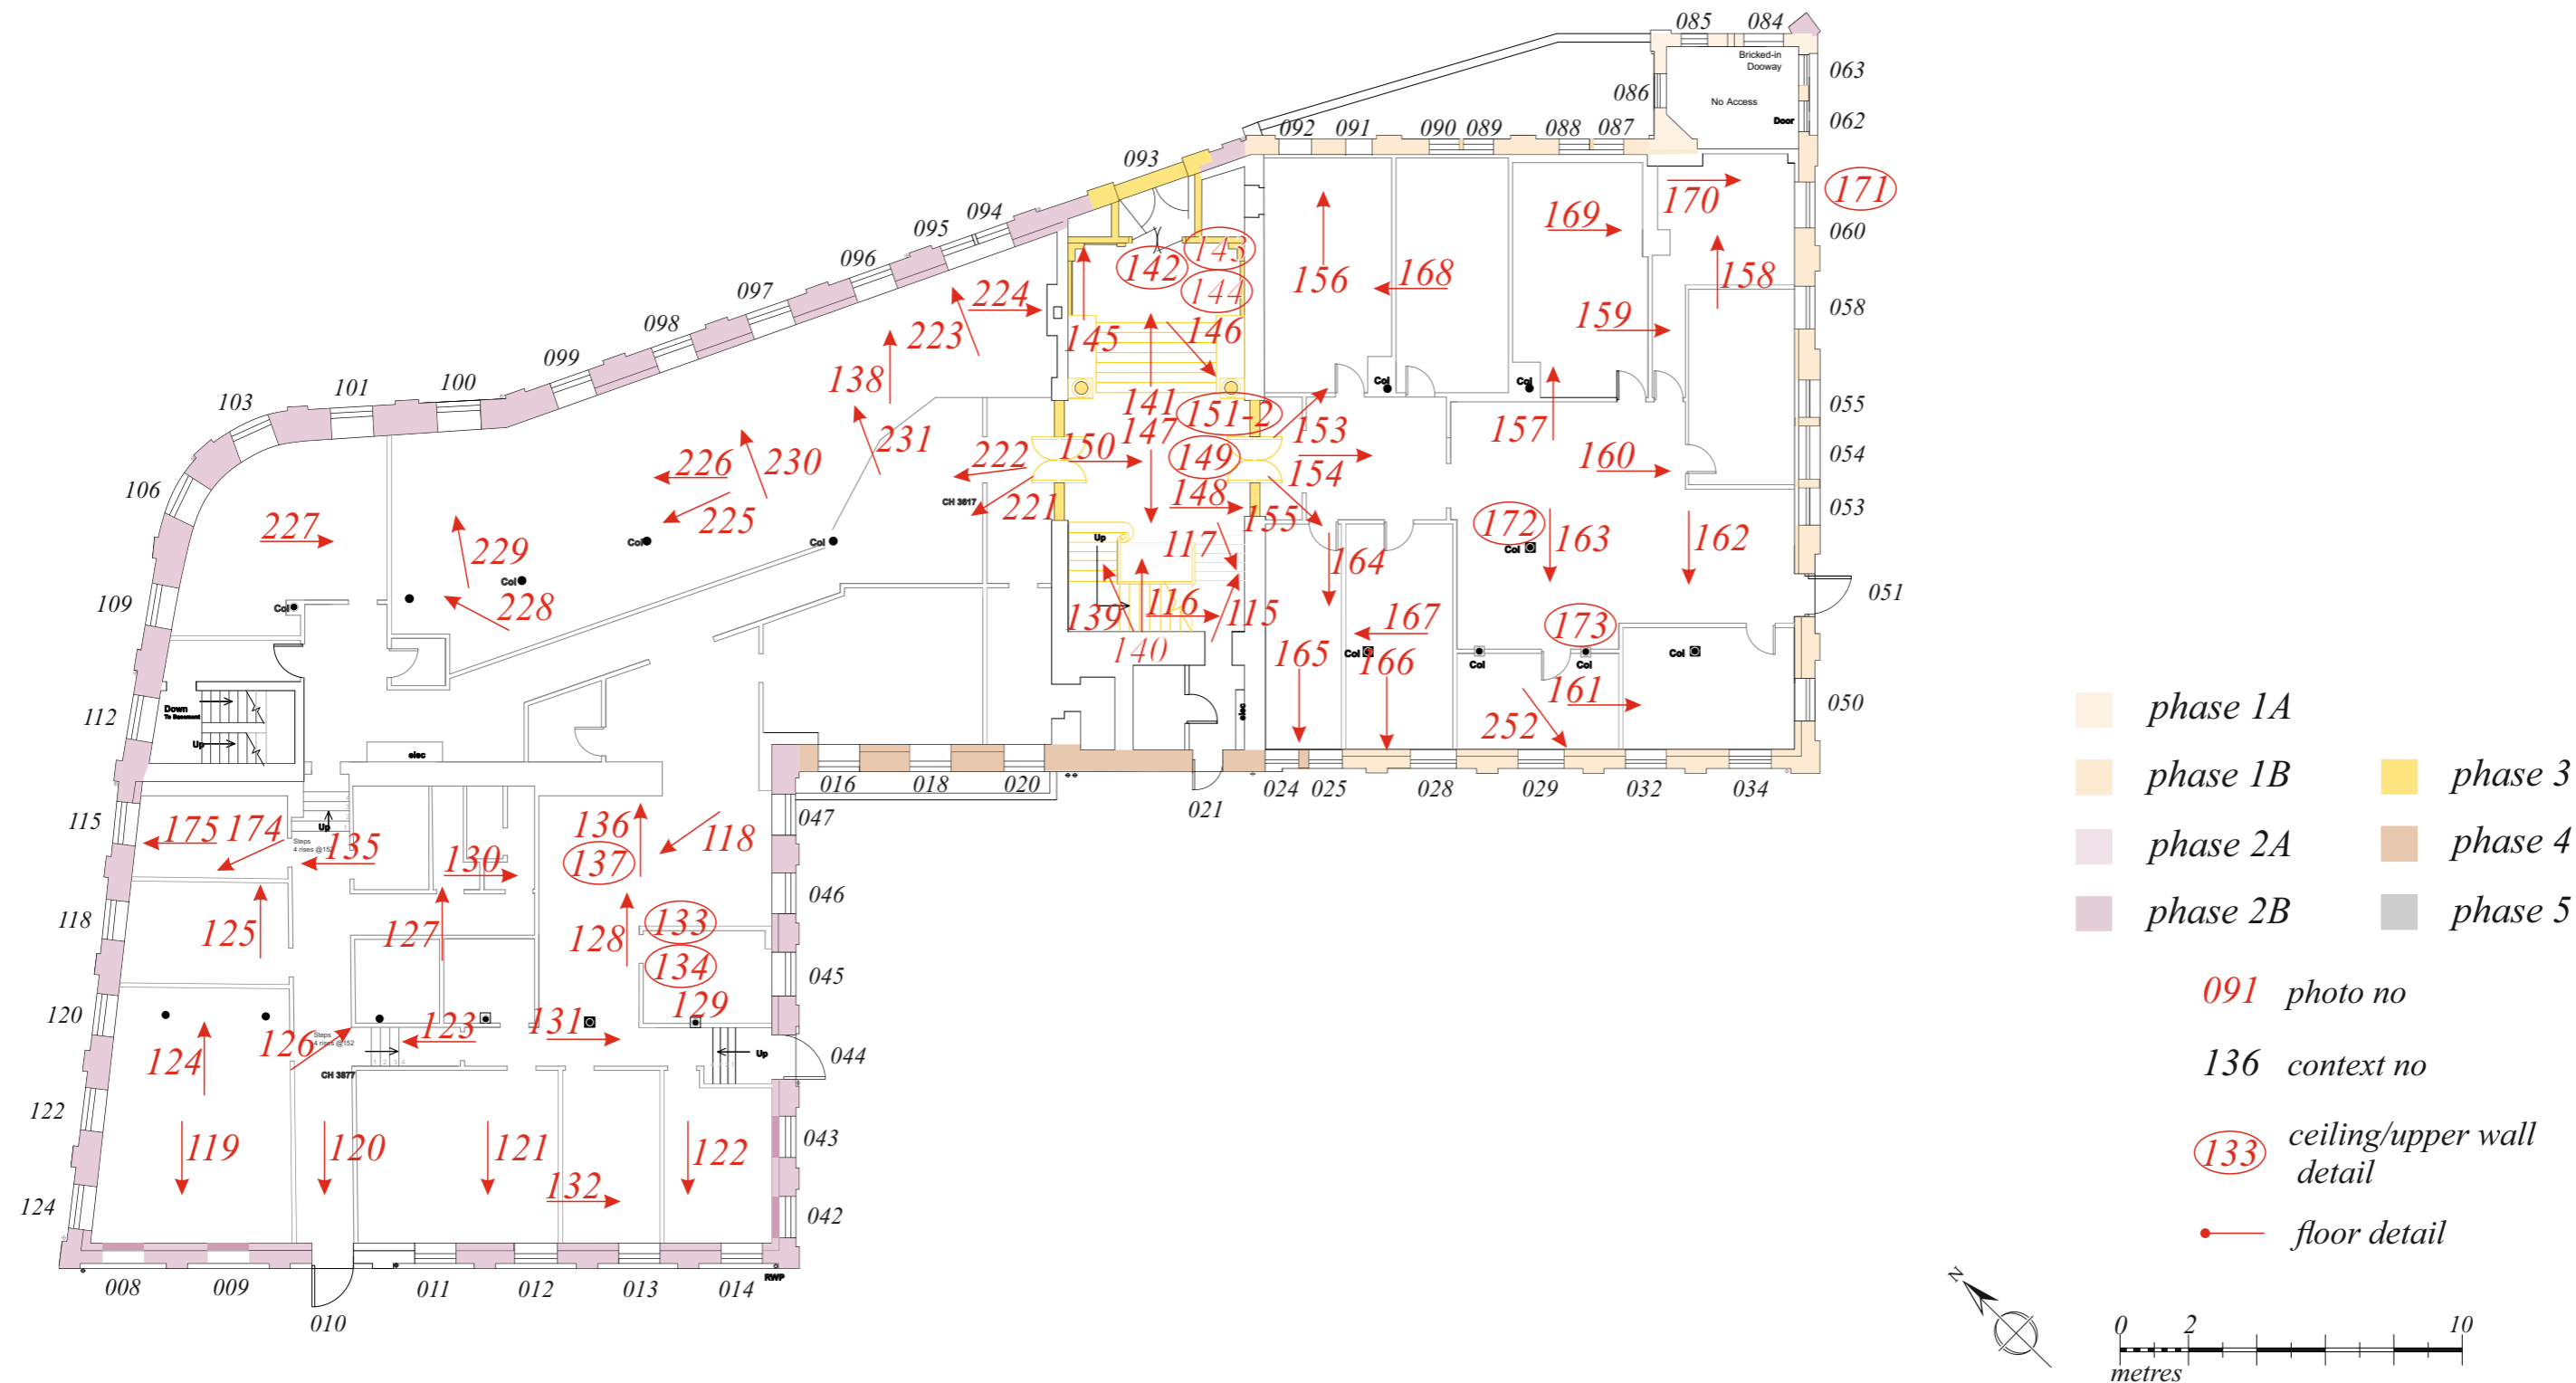 085 084
Bricked-in
Dooway
063
086
No Access
Door
062
092 091 090 089 088 087
093
171
170
169
060
094
095
096
142 143
144
156 168
158
058
097
224
098
223
145 146
159
099
138
Col Col
100
101
103
141 151-2
147
153
157
055
231
222
150
149
154
160
054
226 230
106
CH 3617
221
148
155
053
225
172
163 162
227
229
Col Col
Up
117
164
Col
Col
228
Col
109
139 116 115
167
173
051
140
165
Col 166
Col Col Col
161
050
112
Down
To Basement
Up
elec
252
elec
016 018 020
021
024 025 028 029 032 034
115
175 174
Up
Steps
4 rises @152
135
130
136
137
118
047
046
118
125
127
128
133
134
045
120
129
124
126
Steps
4 rises @152
123
131
Up
044
CH 3877
122
119 120 121 122
043
132
042
124
008 009 010 011 012 013 014
RWP
phase 1A
phase 1B
phase 3
phase 2A
phase 4
phase 2B
phase 5
091 photo no
136 context no
133 ceiling/upper wall
detail
floor detail
N
0 2 10
metres